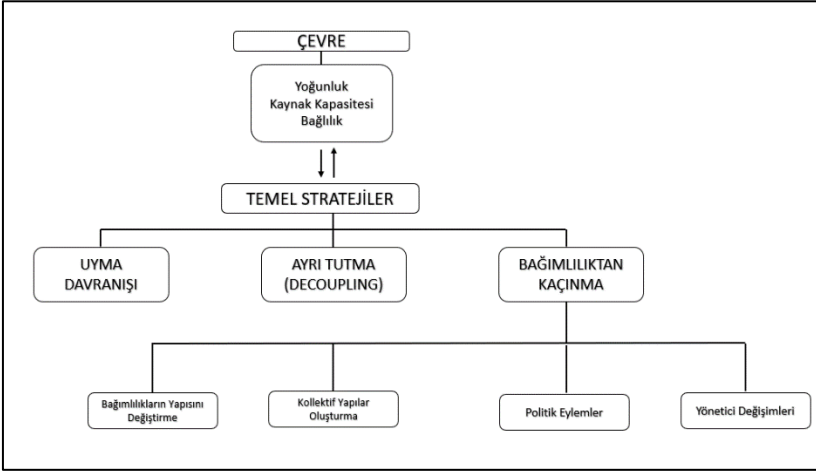 ÇEVRE
Yoğunluk
Kaynak Kapasitesi
Bağlılık
TEMEL STRATEJİLER
UYMA
DAVRANIŞI
AYRI TUTMA
(DECOUPLING)
BAĞIMLILIKTAN
KAÇINMA
Bağımlılıkların Yapısını
Değiştirme
Kollektif Yapılar
Oluşturma
Politik Eylemler
Yönetici Değişimleri